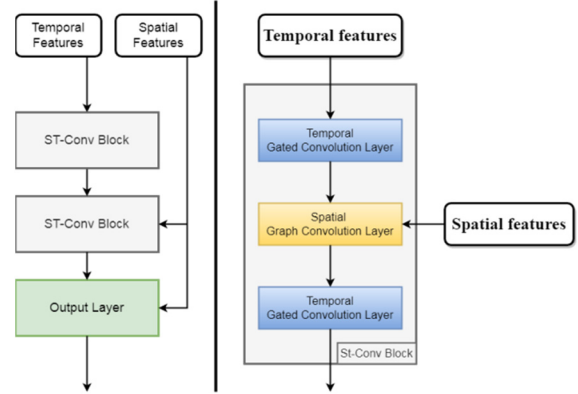 Temporal
Features
Spatial
Features
ST-Conv Block
ST-Conv Block
Output Layer
Temporal features
Temporal
Gated Convolution Layer
Spatial
Graph Convolution Layer
Spatial features
Temporal
Gated Convolution Layer
St-Conv Block